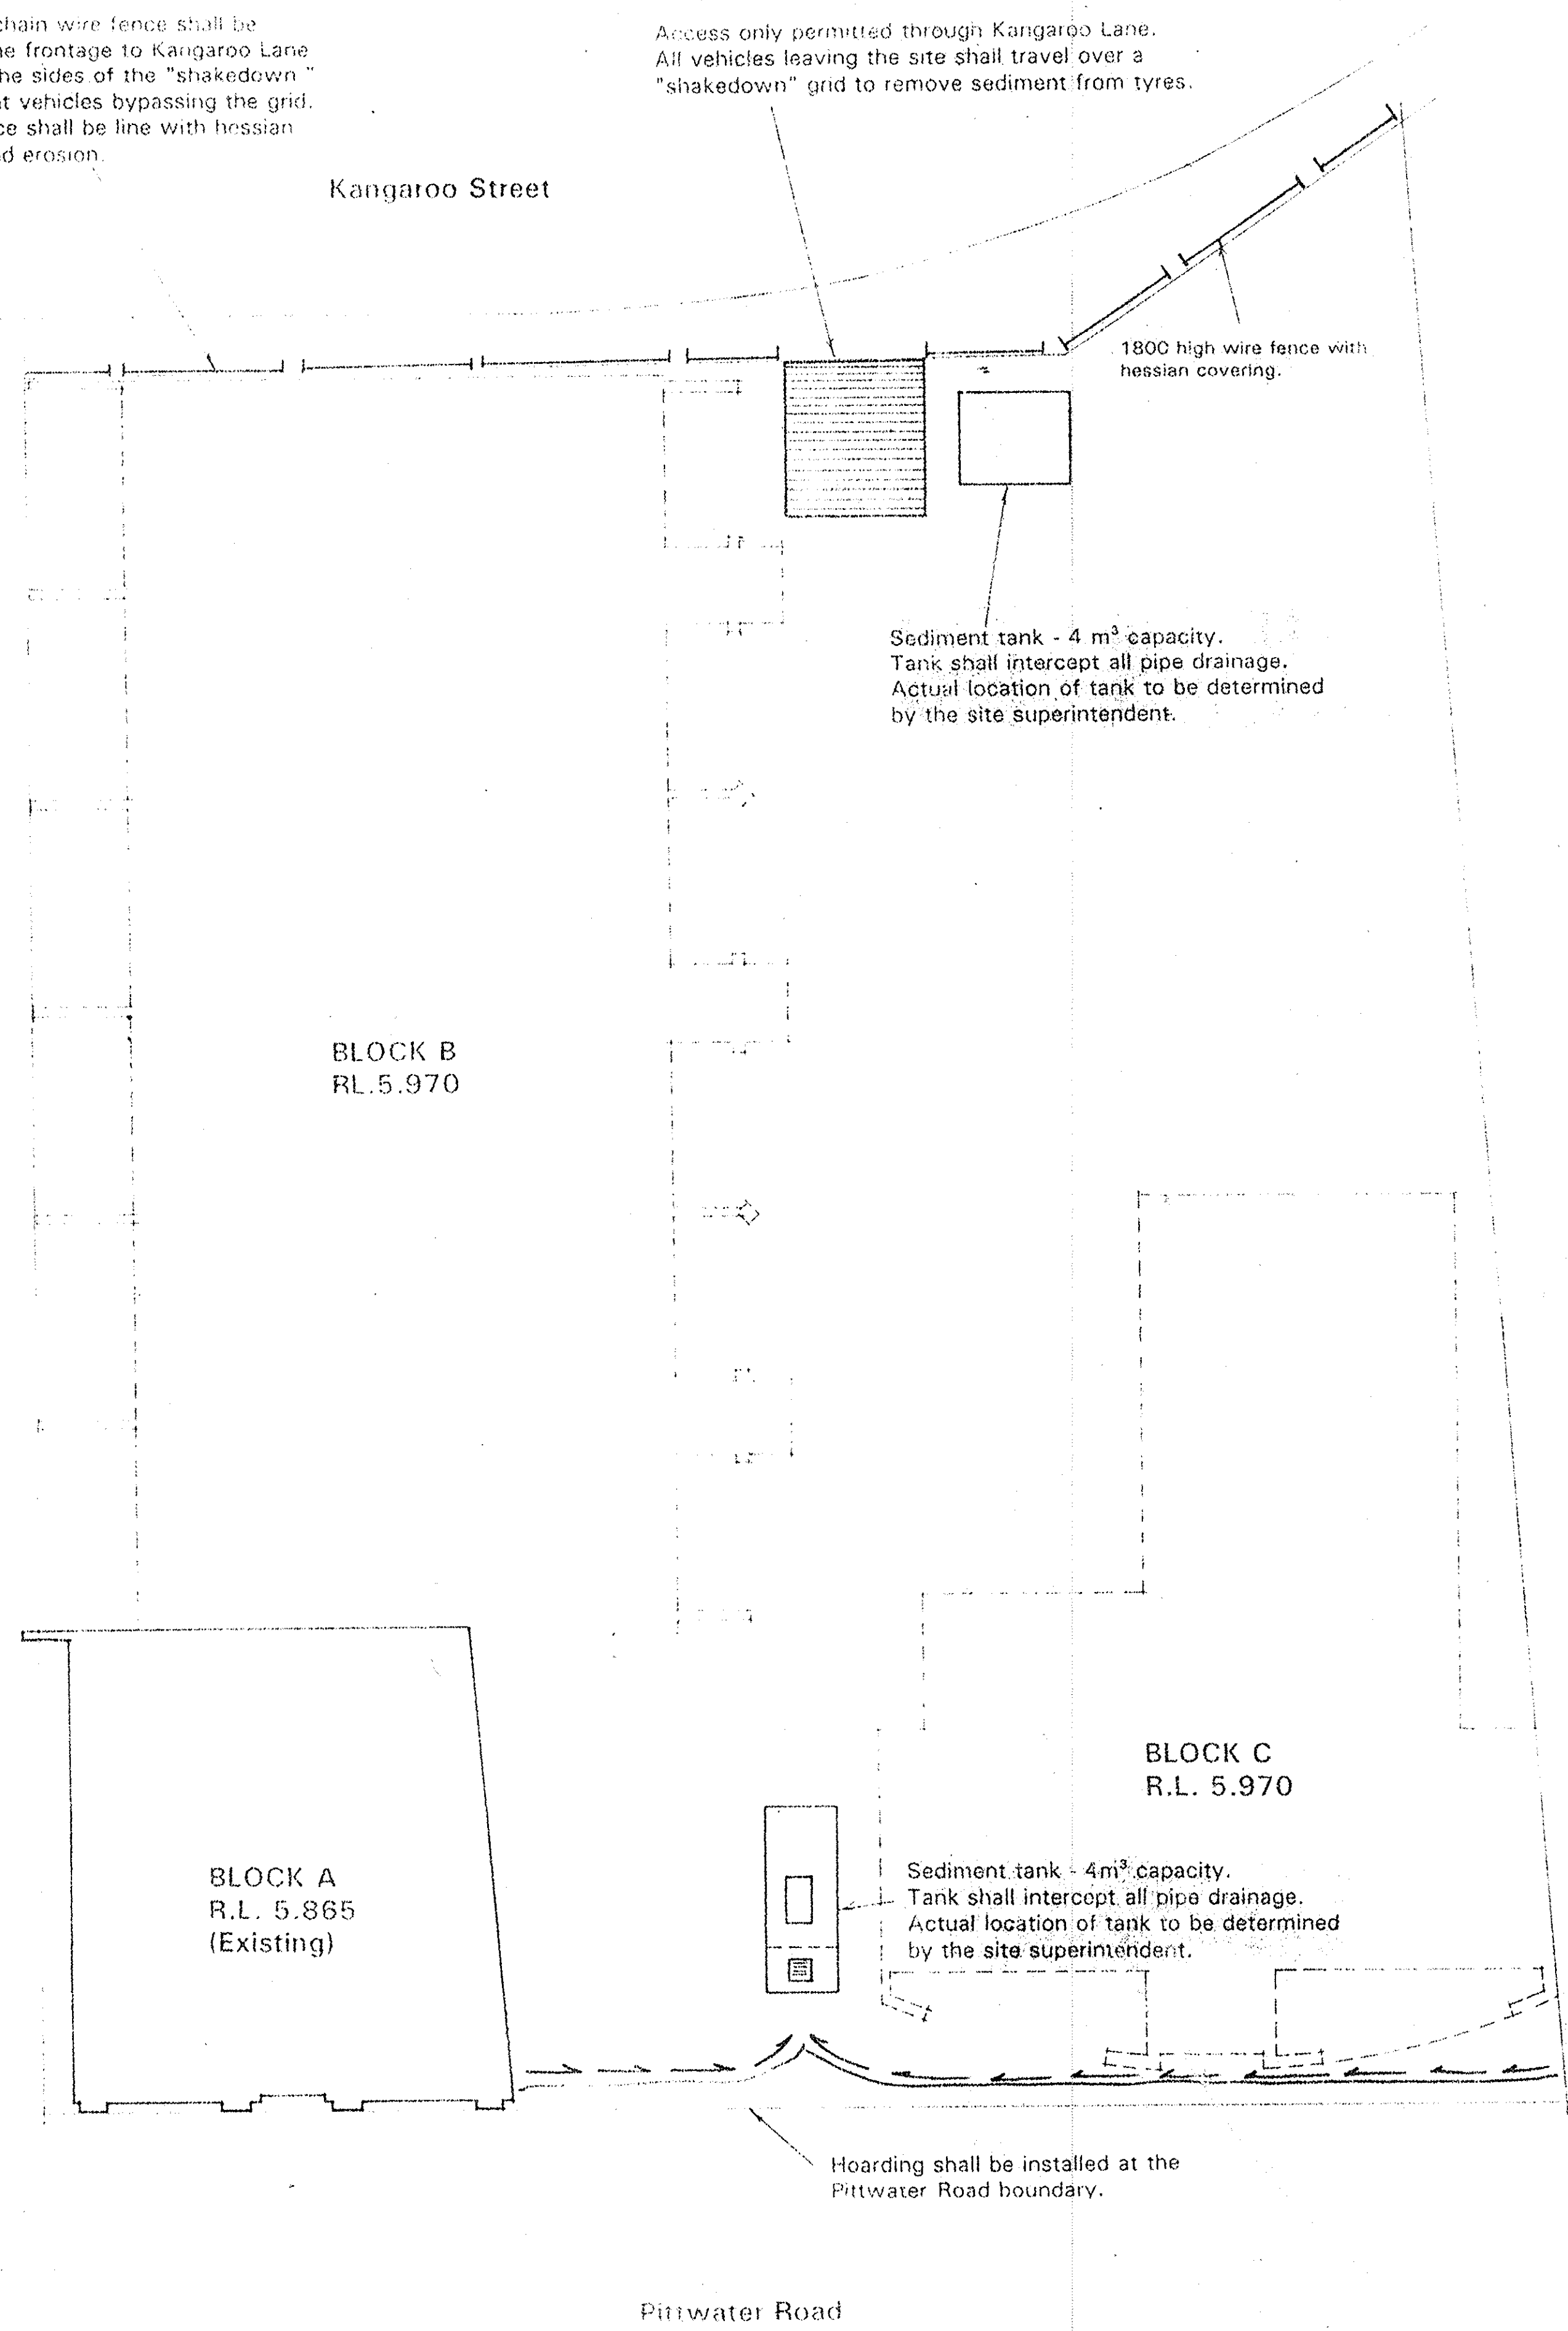 chain wire fence shall be
frontage to Kangaroo Lane
sides of the "shakedown "
vehicles bypassing the grid.
shall be line with hessian
erosion.
Access only permitted through Kangaroo Lane.
All vehicles leaving the site shall travel over a
"shakedown" grid to remove sediment from tyres.
Kangaroo Street
1800 high wire fence with
hessian covering.
Sediment tank - 4 m³ capacity.
Tank shall intercept all pipe drainage.
Actual location of tank to be determined
by the site superintendent.
BLOCK B
RL.5.970
BLOCK C
R.L. 5.970
BLOCK A
R.L. 5.865
(Existing)
Sediment tank - 4m³ capacity.
Tank shall intercept all pipe drainage.
Actual location of tank to be determined
by the site superintendent.
Hoarding shall be installed at the
Pittwater Road boundary.
Pittwater Road